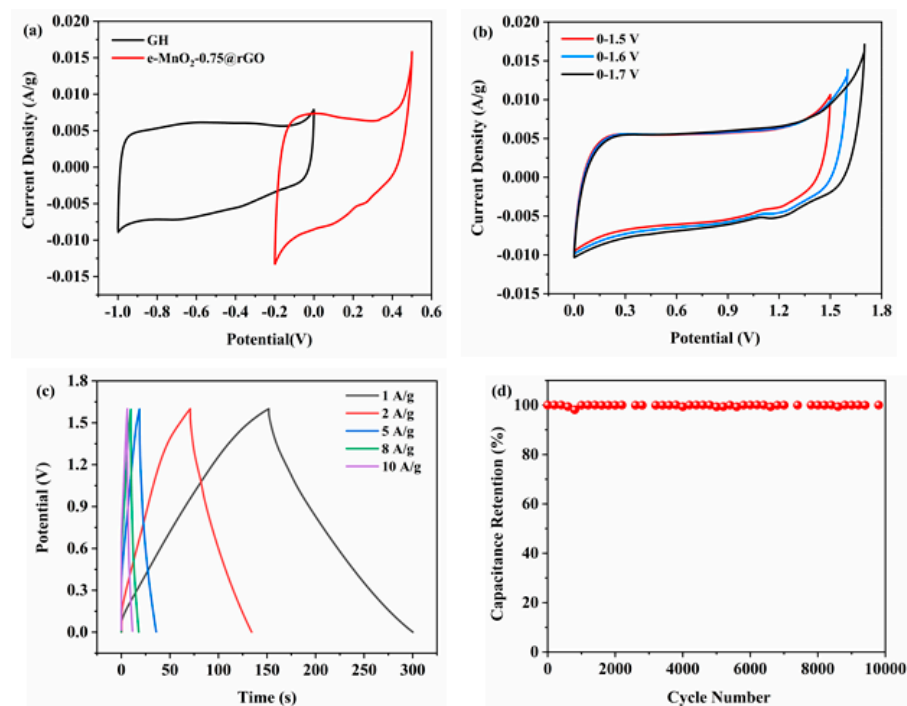 (a)
GH
e-MnO2-0.75@rGO
0.020
0.015
0.010
0.005
0.000
-0.005
-0.010
-0.015
Current Density (A/g)
-1.0 -0.8 -0.6 -0.4 -0.2 0.0 0.2 0.4 0.6
Potential(V)
(b)
0-1.5 V
0-1.6 V
0-1.7 V
0.020
0.015
0.010
0.005
0.000
-0.005
-0.010
-0.015
Current Density (A/g)
0.0 0.3 0.6 0.9 1.2 1.5 1.8
Potential (V)
(c)
1 A/g
2 A/g
5 A/g
8 A/g
10 A/g
1.8
1.5
1.2
0.9
0.6
0.3
0.0
Potential (V)
0 50 100 150 200 250 300
Time (s)
(d)
120
100
80
60
40
20
0
Capacitance Retention (%)
0 2000 4000 6000 8000 10000
Cycle Number